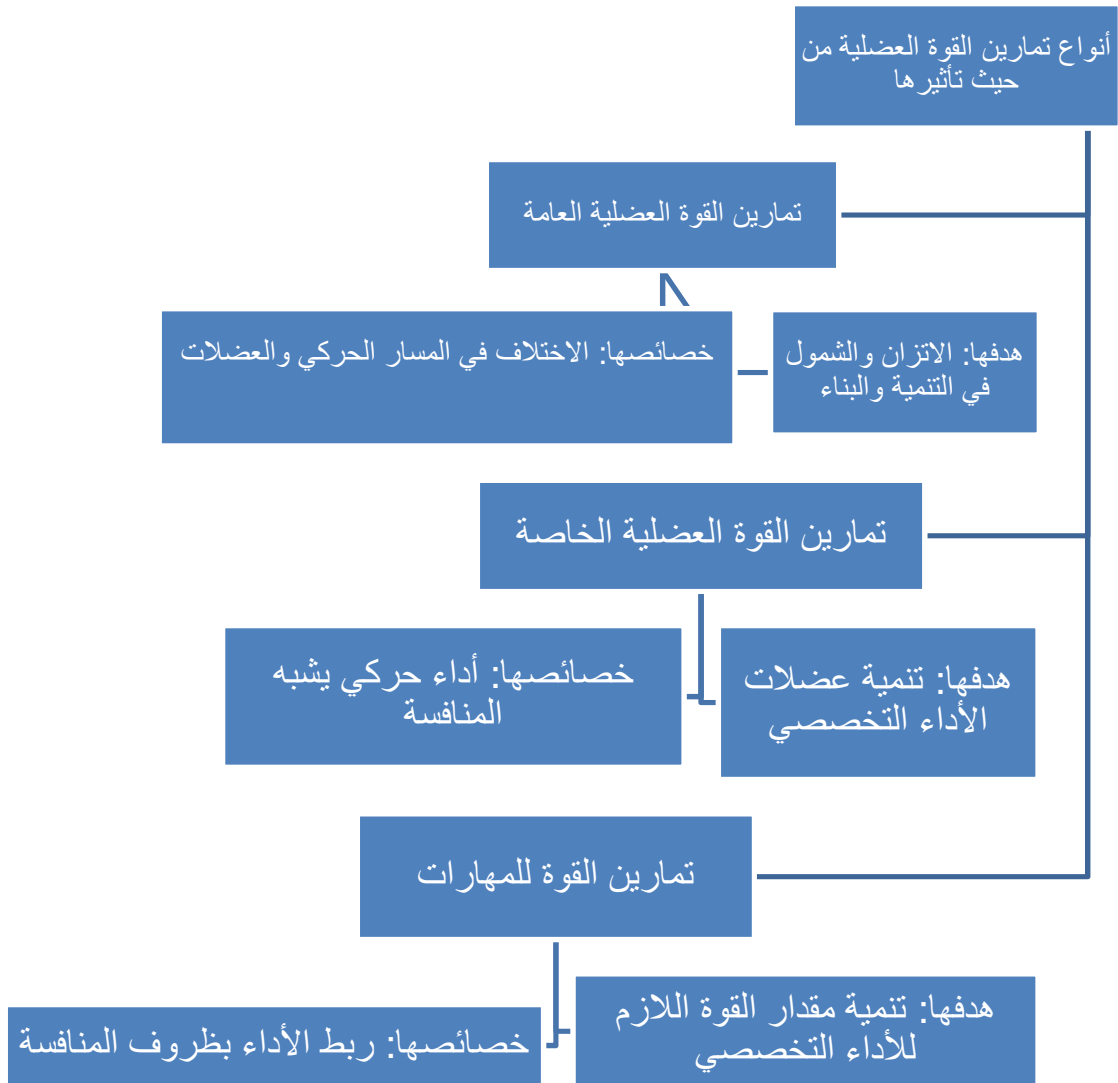 أنواع تمارين القوة العضلية من
حيث تأثيرها
تمارين القوة العضلية العامة
هدفها: الاتزان والشمول
في التنمية والبناء
خصائصها: الاختلاف في المسار الحركي والعضلات
تمارين القوة العضلية الخاصة
هدفها: تنمية عضلات
الأداء التخصصي
خصائصها: أداء حركي يشبه
المنافسة
تمارين القوة للمهارات
هدفها: تنمية مقدار القوة اللازم
للأداء التخصصي
خصائصها: ربط الأداء بظروف المنافسة